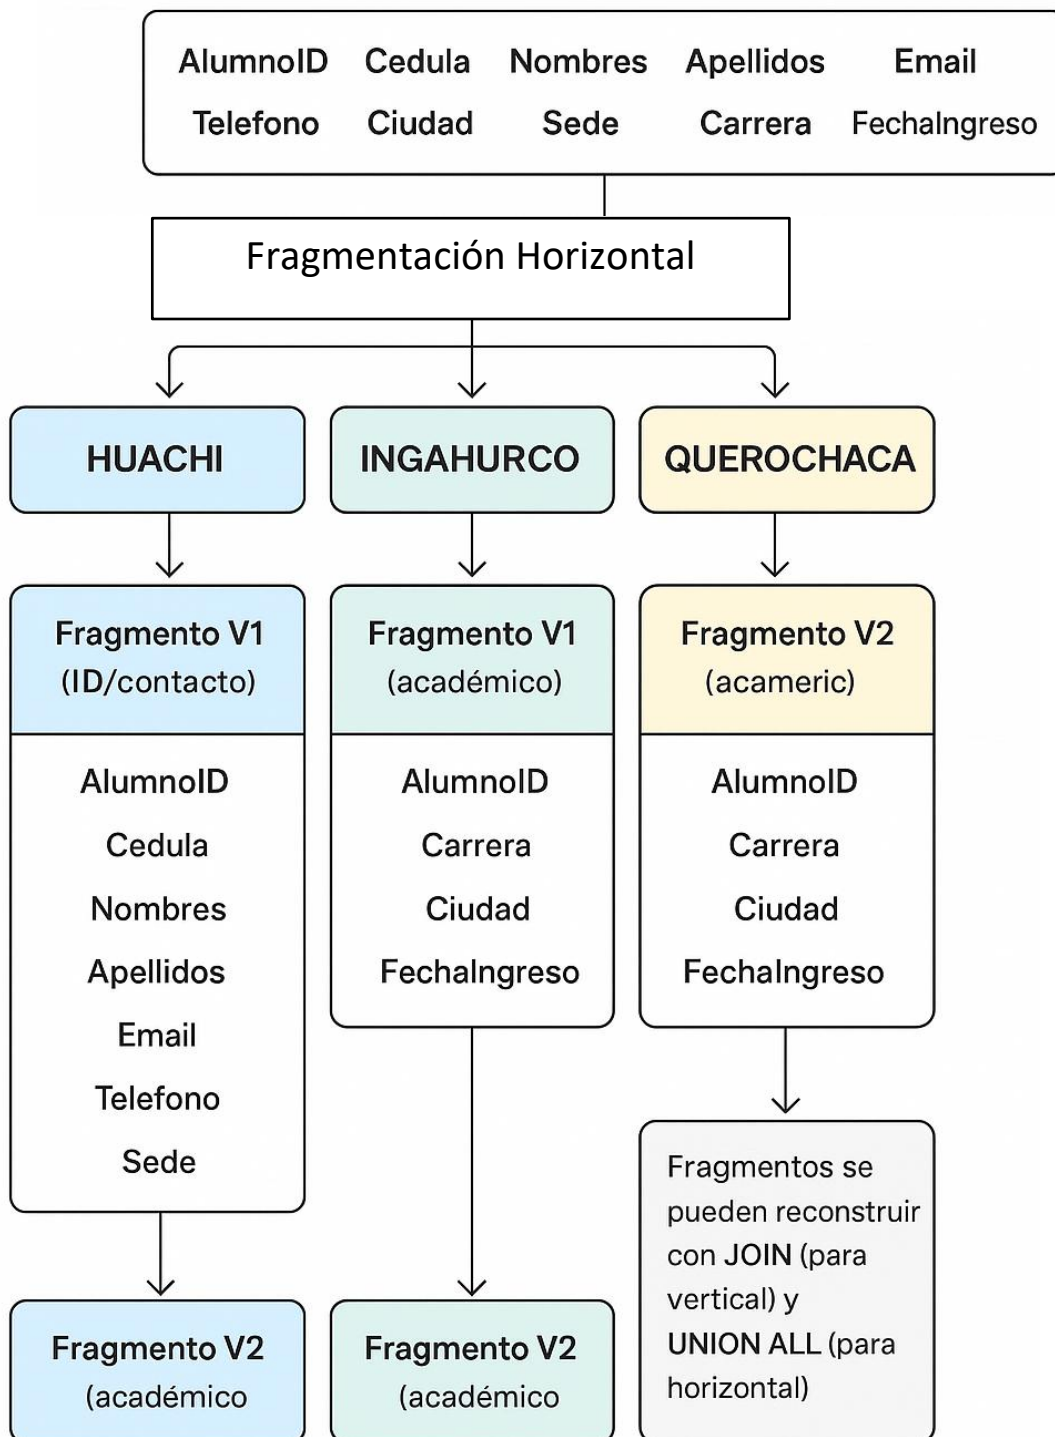 AlumnoID Cedula Nombres Apellidos Email
Telefono Ciudad Sede Carrera FechaIngreso
Fragmentación Horizontal
HUACHI
INGAHURCO
QUEROCHACA
Fragmento V1
(ID/contacto)
AlumnoID
Cedula
Nombres
Apellidos
Email
Telefono
Sede
Fragmento V2
(académico
Fragmento V1
(académico)
AlumnoID
Carrera
Ciudad
FechaIngreso
Fragmento V2
(académico
Fragmento V2
(acameric)
AlumnoID
Carrera
Ciudad
FechaIngreso
Fragmentos se
pueden reconstruir
con JOIN (para
vertical) y
UNION ALL (para
horizontal)